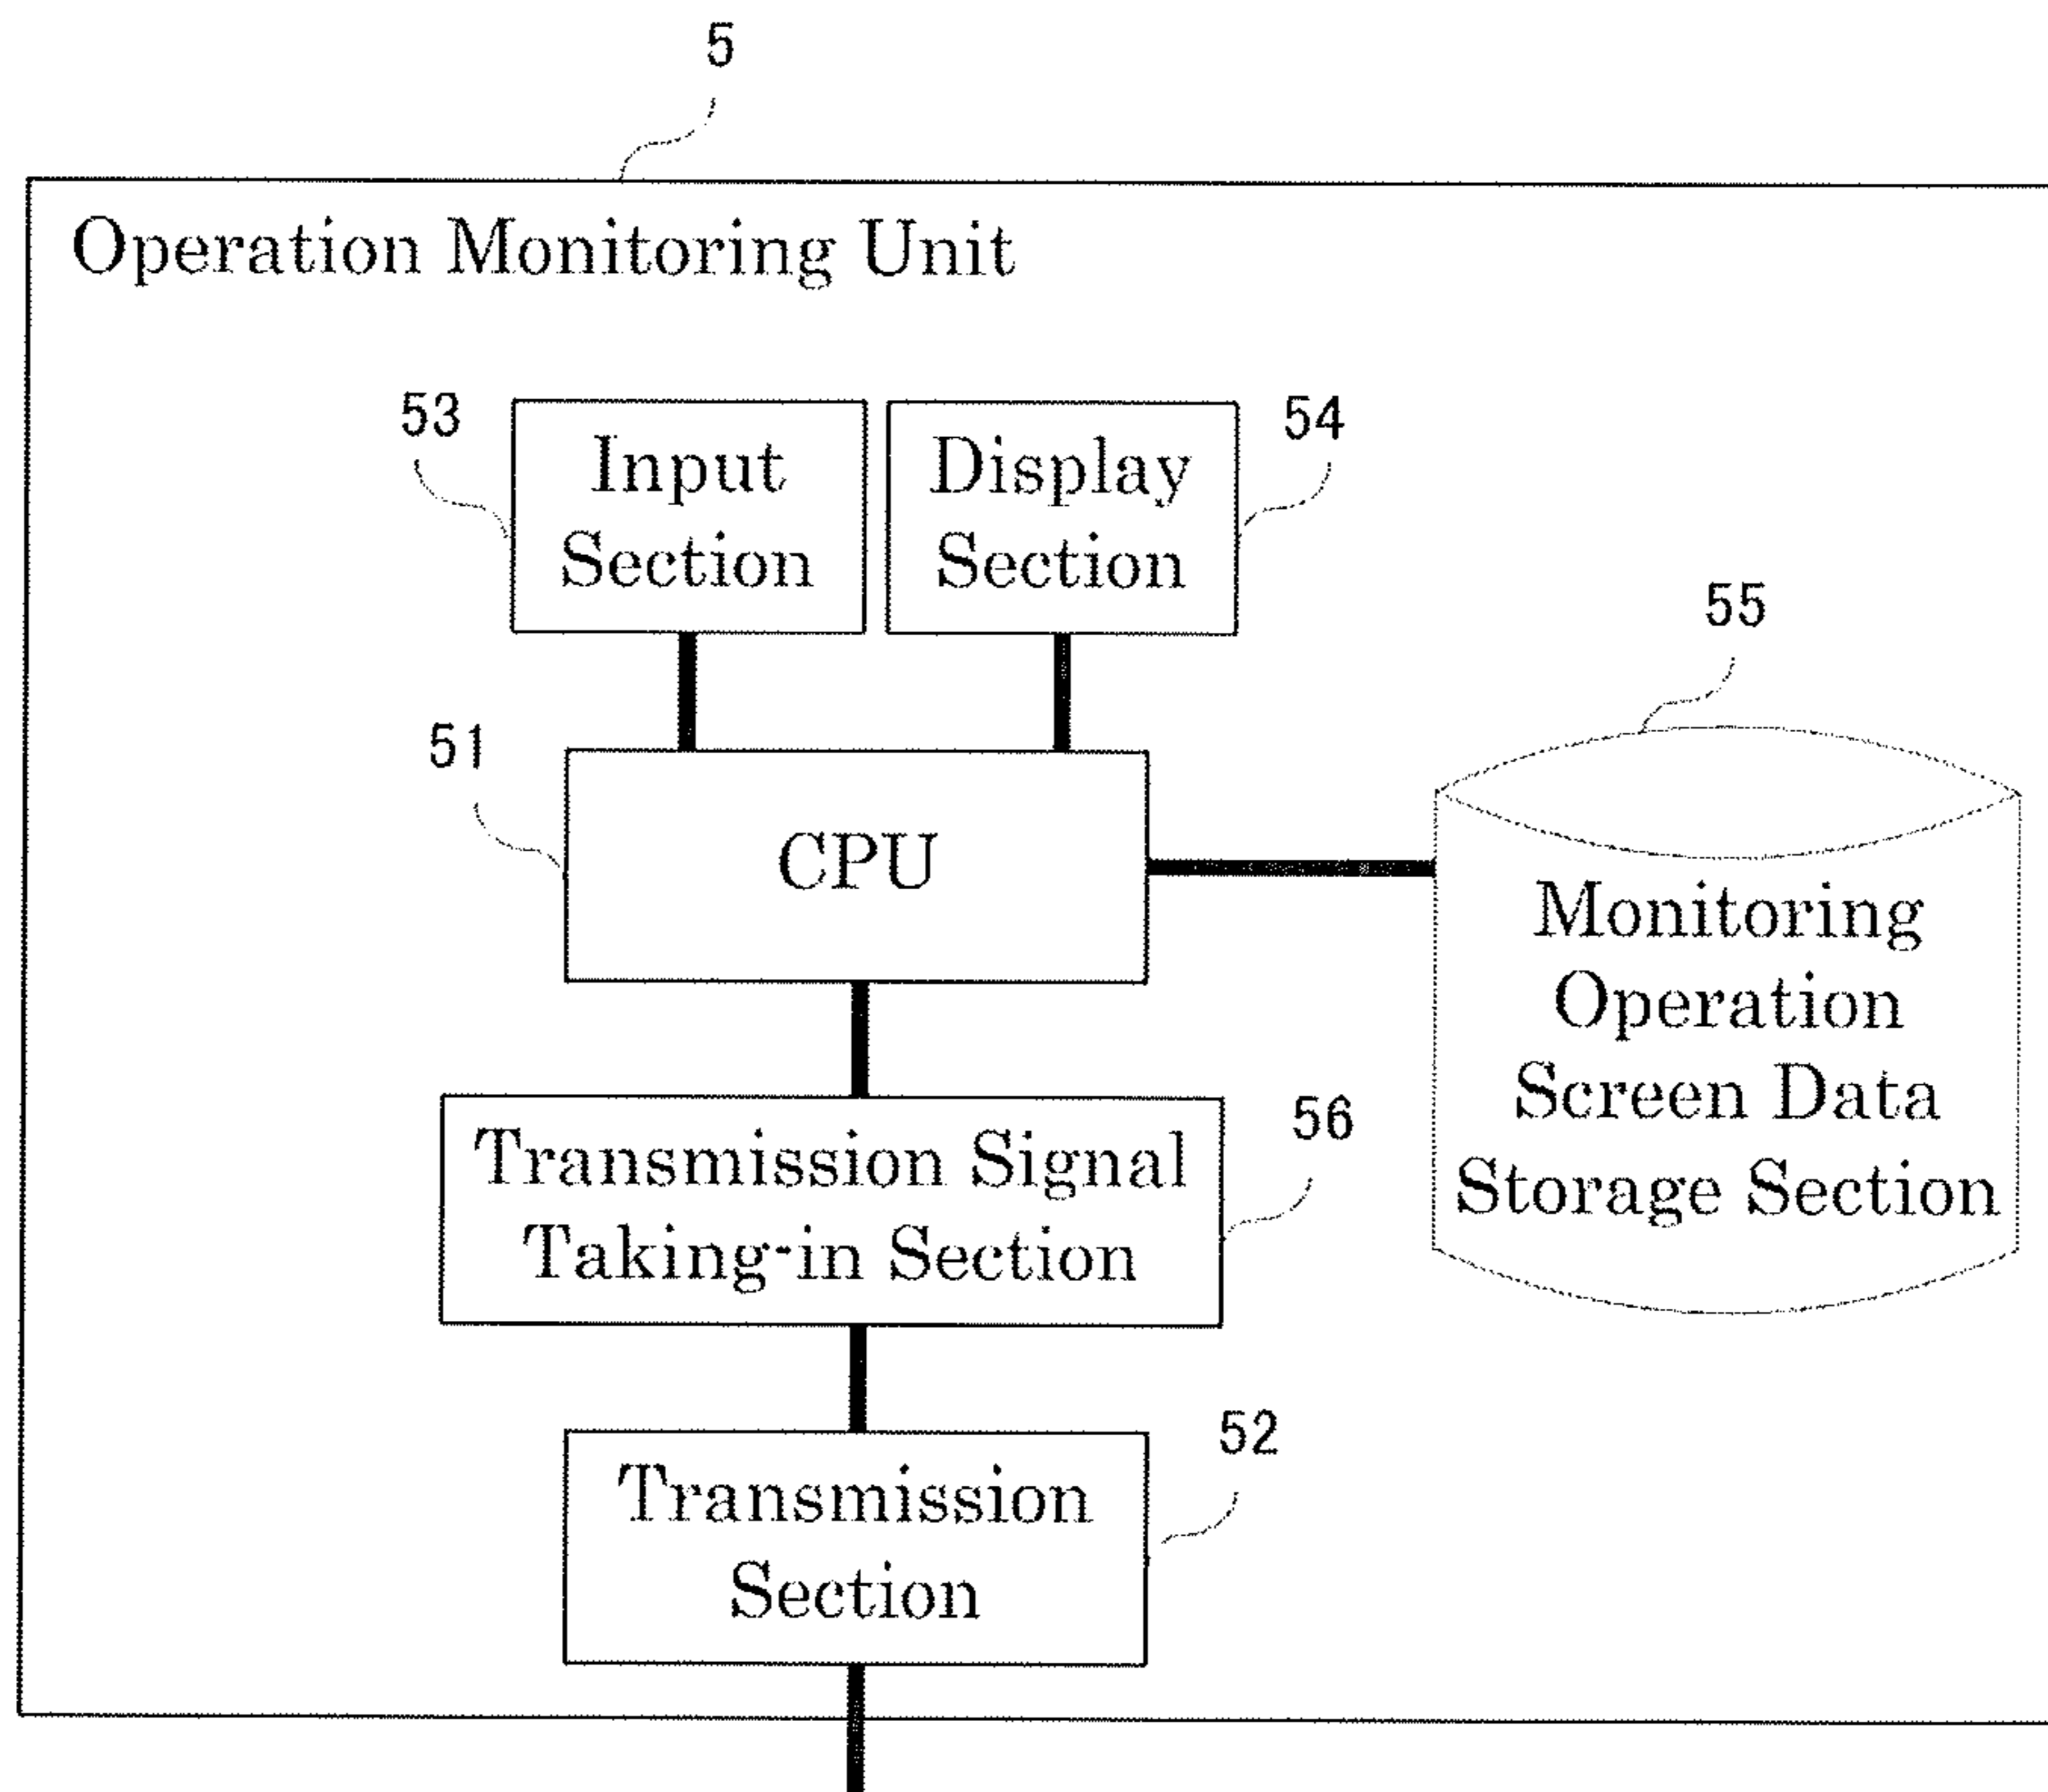 5
Operation Monitoring Unit
53
Input
Section
Display
Section
54
51
CPU
55
Monitoring
Operation
Screen Data
Storage Section
Transmission Signal
Taking-in Section
56
Transmission
Section
52